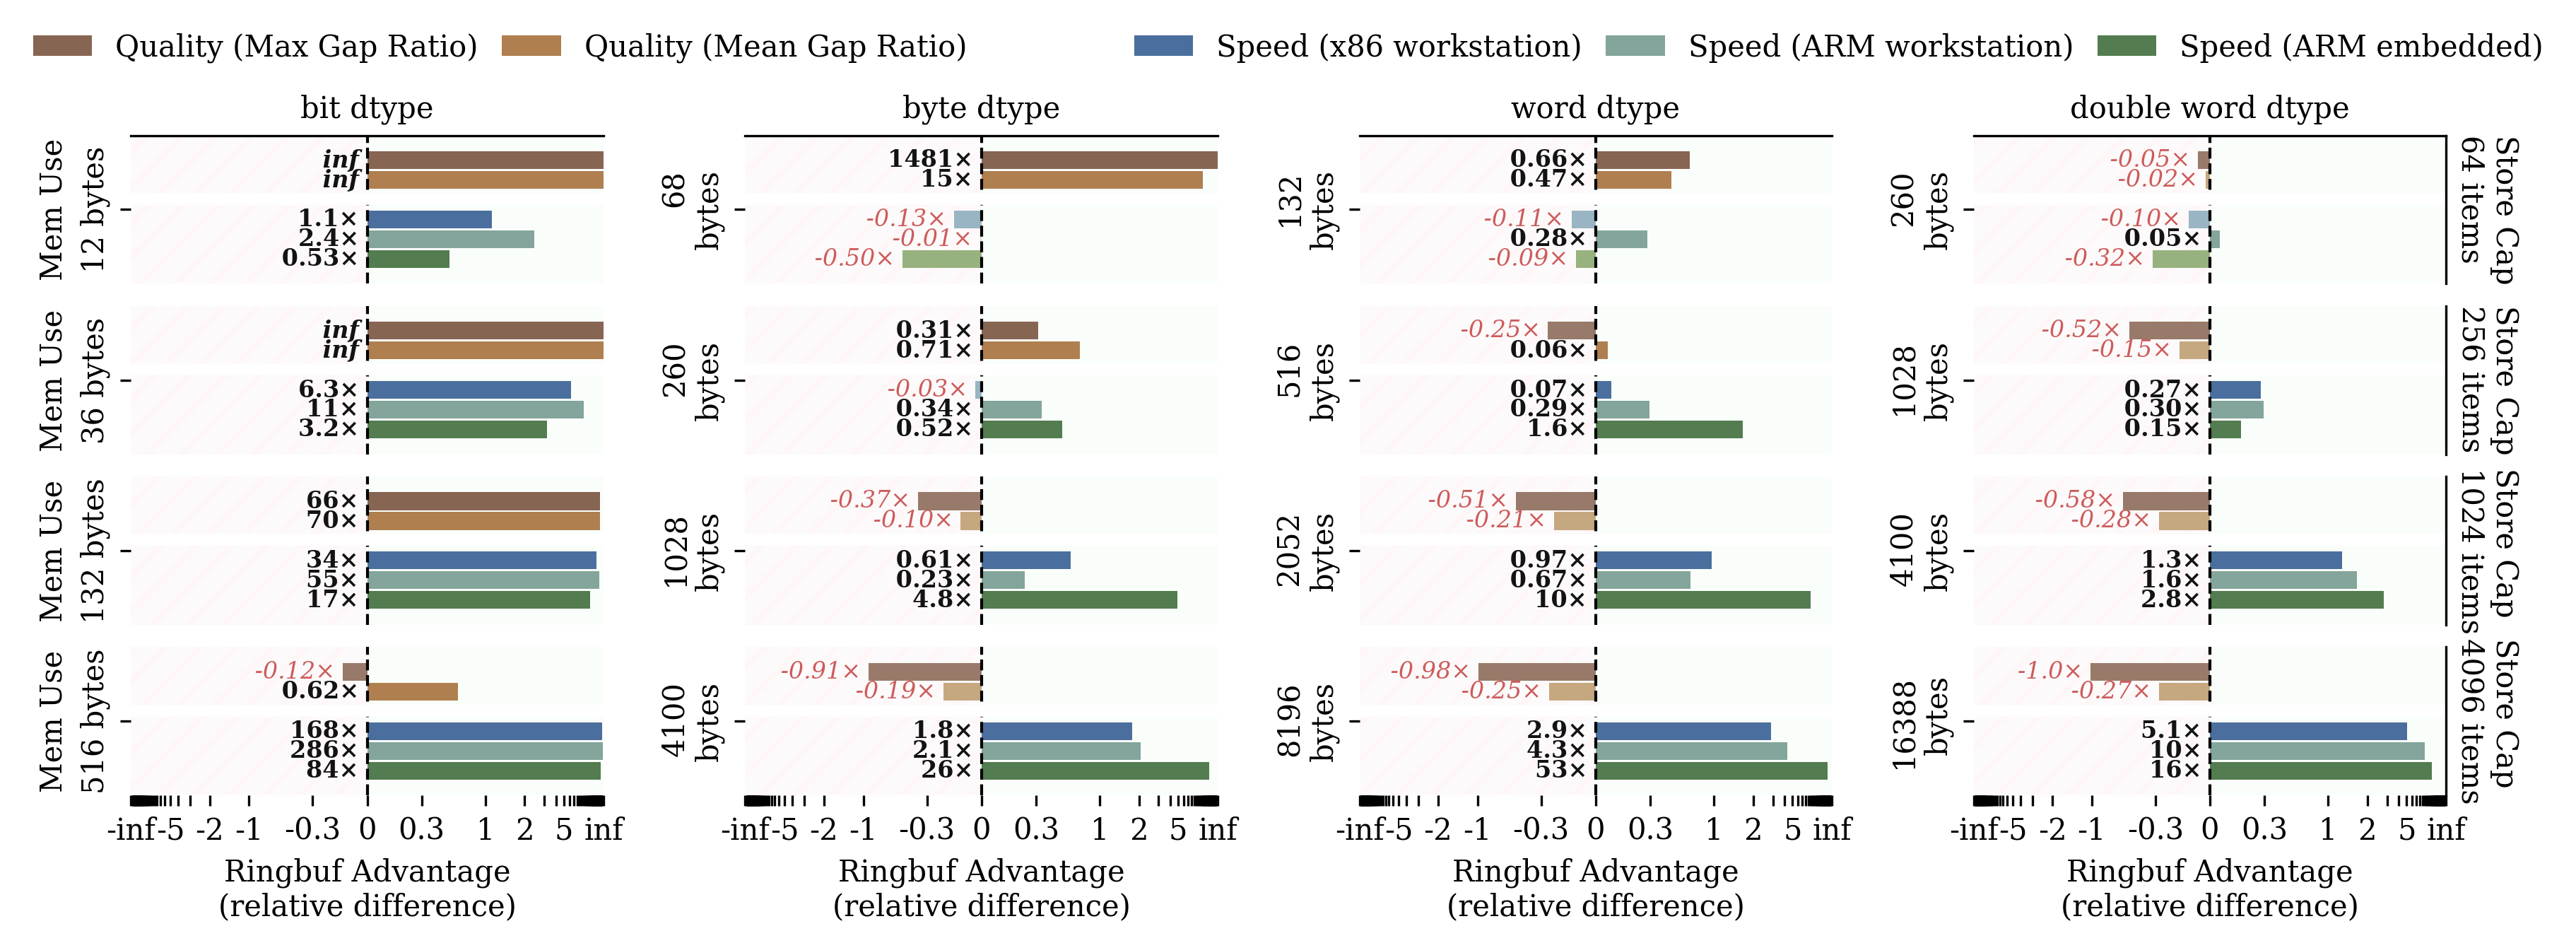 Quality (Max Gap Ratio) Quality (Mean Gap Ratio) Speed (x86 workstation) Speed (ARM workstation) Speed (ARM embedded)
bit dtype byte dtype word dtype double word dtype
Mem Use
12 bytes
inf
inf
1.1×
2.4×
0.53×
68
bytes
1481×
15×
-0.13×
-0.01×
-0.50×
132
bytes
0.66×
0.47×
-0.11×
0.28×
-0.09×
260
bytes
-0.05×
-0.02×
-0.10×
0.05×
-0.32×
Store Cap
64 items
Mem Use
36 bytes
inf
inf
6.3×
11×
3.2×
260
bytes
0.31×
0.71×
-0.03×
0.34×
0.52×
516
bytes
-0.25×
0.06×
0.07×
0.29×
1.6×
1028
bytes
-0.52×
-0.15×
0.27×
0.30×
0.15×
Store Cap
256 items
Mem Use
132 bytes
66×
70×
34×
55×
17×
1028
bytes
-0.37×
-0.10×
0.61×
0.23×
4.8×
2052
bytes
-0.51×
-0.21×
0.97×
0.67×
10×
4100
bytes
-0.58×
-0.28×
1.3×
1.6×
2.8×
Store Cap
1024 items
Mem Use
516 bytes
-0.12×
0.62×
168×
286×
84×
4100
bytes
-0.91×
-0.19×
1.8×
2.1×
26×
8196
bytes
-0.98×
-0.25×
2.9×
4.3×
53×
16388
bytes
-1.0×
-0.27×
5.1×
10×
16×
Store Cap
4096 items
-inf -5 -2 -1 -0.3 0 0.3 1 2 5 inf
Ringbuf Advantage
(relative difference)
-inf -5 -2 -1 -0.3 0 0.3 1 2 5 inf
Ringbuf Advantage
(relative difference)
-inf -5 -2 -1 -0.3 0 0.3 1 2 5 inf
Ringbuf Advantage
(relative difference)
-inf -5 -2 -1 -0.3 0 0.3 1 2 5 inf
Ringbuf Advantage
(relative difference)